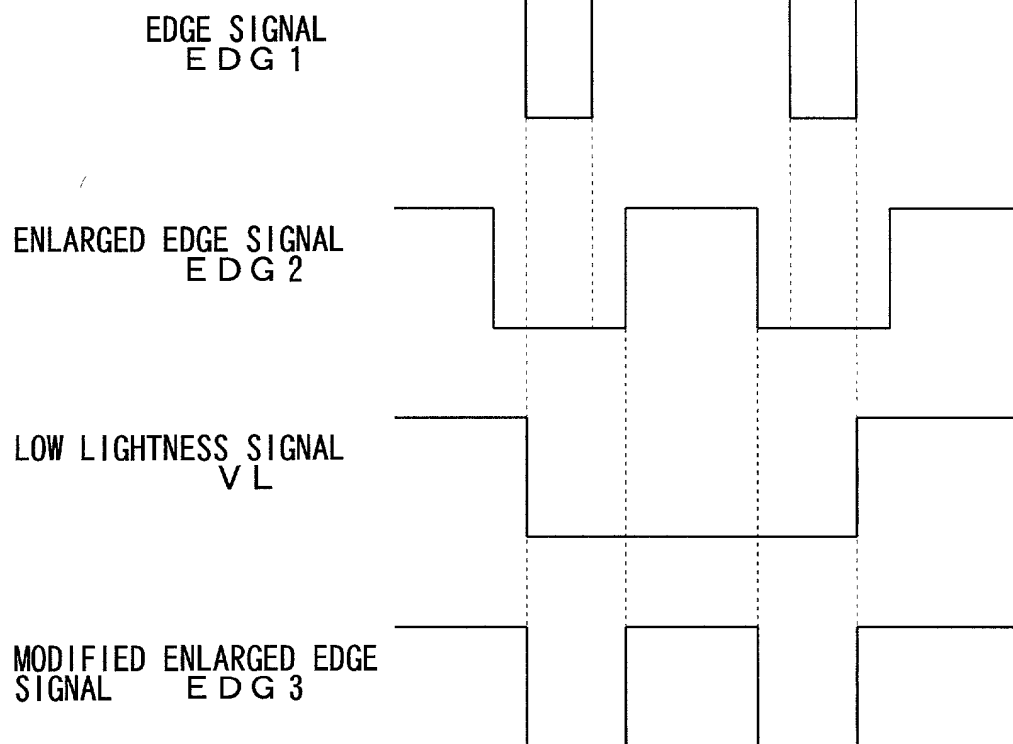 EDGE SIGNAL
EDG1
ENLARGED EDGE SIGNAL
EDG2
LOW LIGHTNESS SIGNAL
VL
MODIFIED ENLARGED EDGE
SIGNAL EDG3